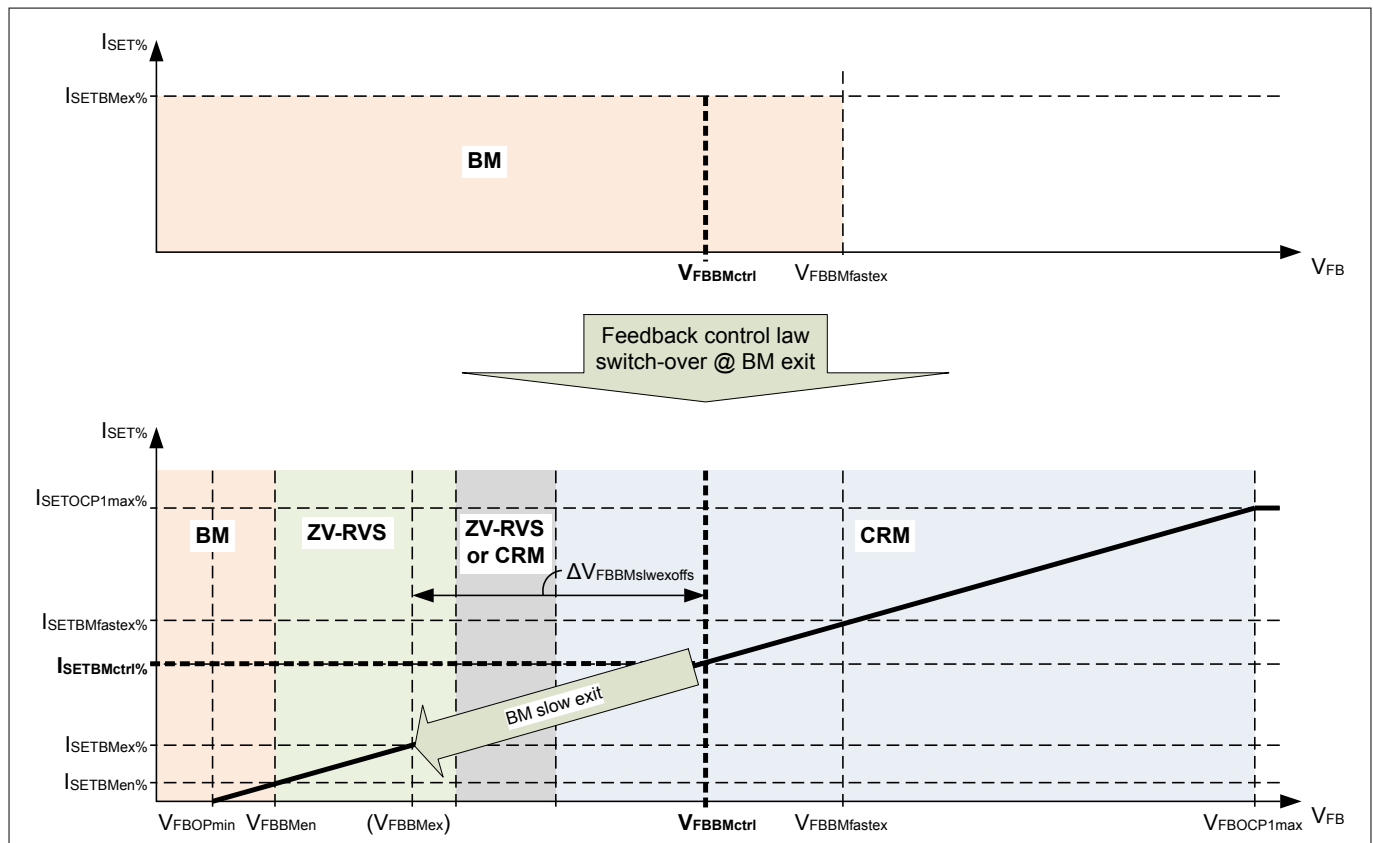 ISET%
ISETBMex%
BM
VFBBMctrl
VFBBMfastex
VFB
Feedback control law
switch-over @ BM exit
ISET%
ISETOCP1max%
BM
ZV-RVS
ZV-RVS
or CRM
CRM
ΔVFBBMslwexoffs
ISETBMfastex%
ISETBMctrl%
BM slow exit
ISETBMex%
ISETBMen%
VFBOPmin
VFBBMen
(VFBBMex)
VFBBMctrl
VFBBMfastex
VFBOCP1max
VFB